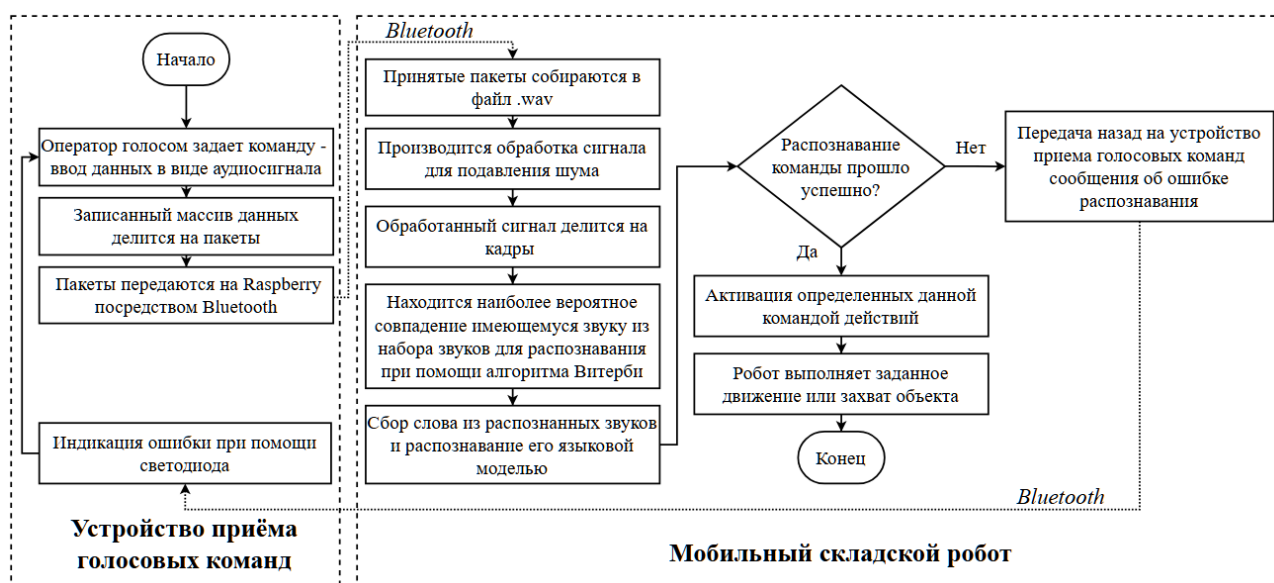 Начало
Оператор голосом задает команду -
ввод данных в виде аудиосигнала
Записанный массив данных
делится на пакеты
Пакеты передаются на Raspberry
посредством Bluetooth
Индикация ошибки при помощи
светодиода
Устройство приёма
голосовых команд
Bluetooth
Принятые пакеты собираются в
файл .wav
Производится обработка сигнала
для подавления шума
Обработанный сигнал делится на
кадры
Находится наиболее вероятное
совпадение имеющемуся звуку из
набора звуков для распознавания
при помощи алгоритма Витерби
Сбор слова из распознанных звуков
и распознавание его языковой
моделью
Распознавание
команды прошло
успешно?
Нет
Передача назад на устройство
приема голосовых команд
сообщения об ошибке
распознавания
Да
Активация определенных данной
командой действий
Робот выполняет заданное
движение или захват объекта
Конец
Bluetooth
Мобильный складской робот